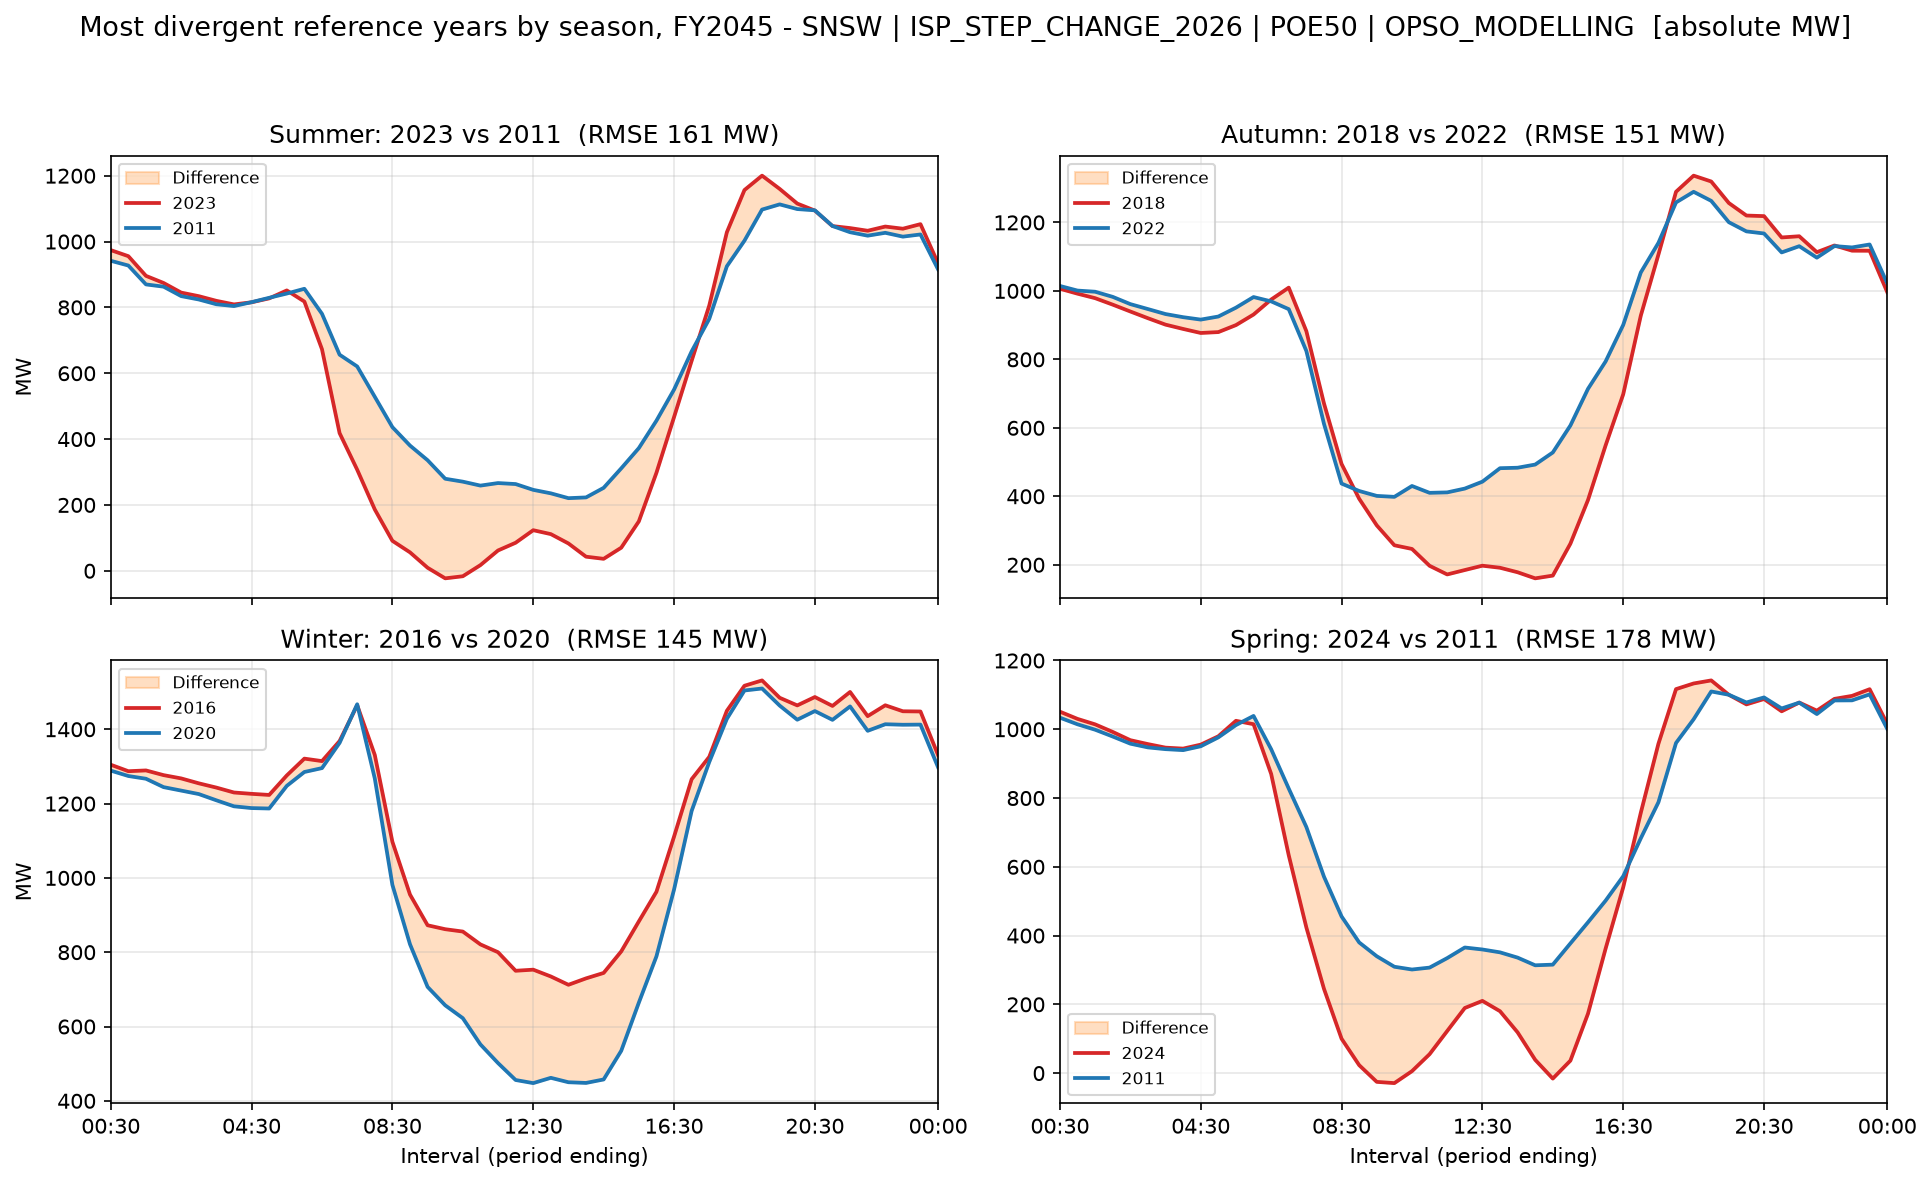 Most divergent reference years by season, FY2045 - SNSW | ISP_STEP_CHANGE_2026 | POE50 | OPSO_MODELLING  [absolute MW]
Summer: 2023 vs 2011  (RMSE 161 MW)
Difference
2023
2011
1200
1000
800
600
400
200
0
MW
Autumn: 2018 vs 2022  (RMSE 151 MW)
Difference
2018
2022
1200
1000
800
600
400
200
Winter: 2016 vs 2020  (RMSE 145 MW)
Difference
2016
2020
1400
1200
1000
800
600
400
MW
00:30 04:30 08:30 12:30 16:30 20:30 00:00
Interval (period ending)
Spring: 2024 vs 2011  (RMSE 178 MW)
1200
1000
800
600
400
200
0
Difference
2024
2011
00:30 04:30 08:30 12:30 16:30 20:30 00:00
Interval (period ending)